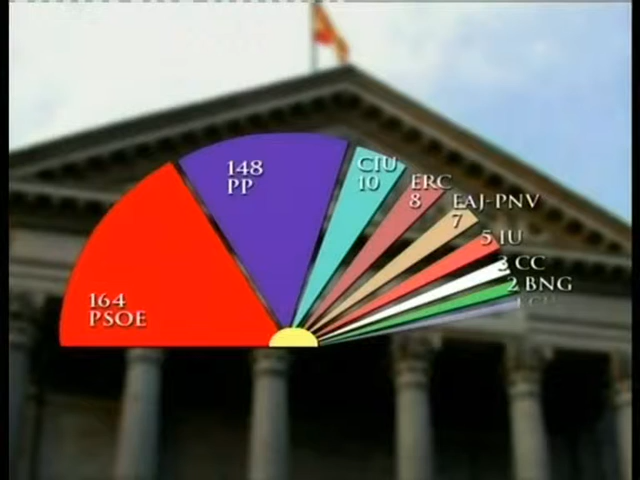 164
PSOE
148
PP
CIU
10
ERC
8
EAJ-PNV
7
5 IU
3 CC
2 BNG